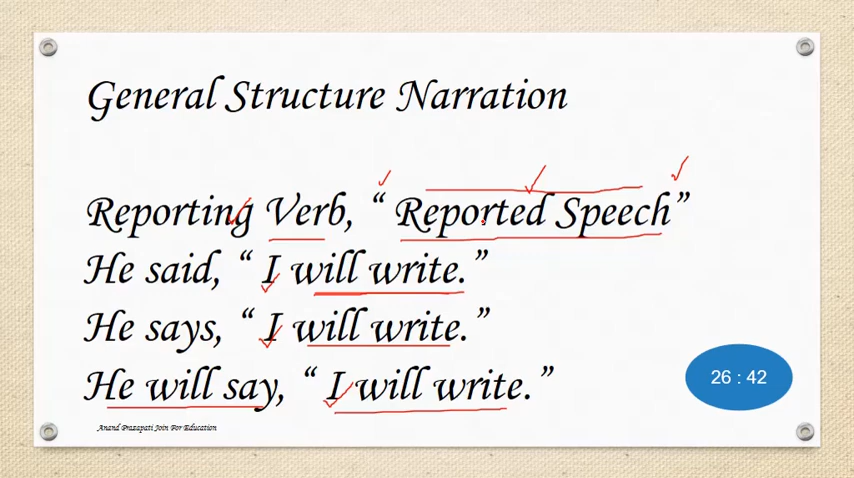 General Structure Narration
Reporting Verb, “ Reported Speech”
He said, “ I will write.”
He says, “ I will write.”
He will say, “ I will write.”
26 : 42
Anand Prazapati Join For Education